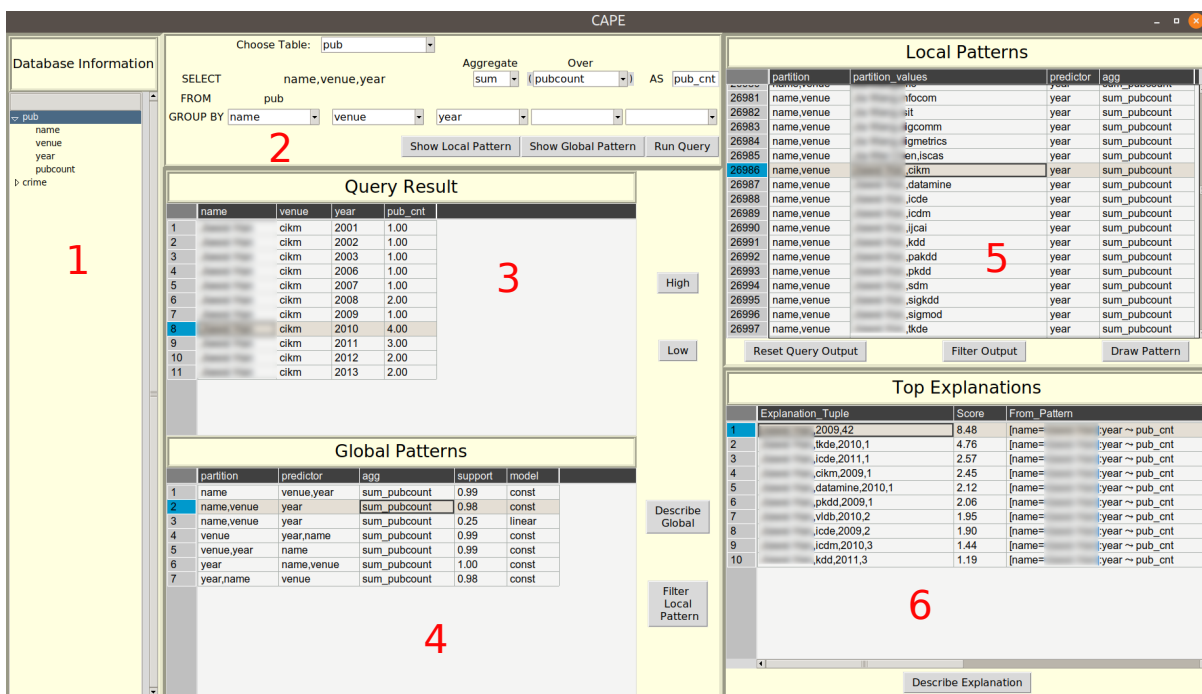 CAPE
Database Information
pub
name
venue
year
pubcount
crime
1
Choose Table: pub
Aggregate Over
SELECT name,venue,year sum (pubcount) AS pub_cnt
FROM pub
GROUP BY name venue year
2
Show Local Pattern Show Global Pattern Run Query
Query Result
name venue year pub_cnt
1 cikm 2001 1.00
2 cikm 2002 1.00
3 cikm 2003 1.00
4 cikm 2006 1.00
5 cikm 2007 1.00
6 cikm 2008 2.00
7 cikm 2009 1.00
8 cikm 2010 4.00
9 cikm 2011 3.00
10 cikm 2012 2.00
11 cikm 2013 2.00
3
High
Low
Global Patterns
partition predictor agg support model
1 name venue,year sum_pubcount 0.99 const
2 name,venue year sum_pubcount 0.98 const
3 name,venue year sum_pubcount 0.25 linear
4 venue year,name sum_pubcount 0.99 const
5 venue,year name sum_pubcount 0.99 const
6 year name,venue sum_pubcount 1.00 const
7 year,name venue sum_pubcount 0.98 const
4
Describe
Global
Filter
Local
Pattern
Local Patterns
partition partition_values predictor agg
26981 name,venue nfocom year sum_pubcount
26982 name,venue sit year sum_pubcount
26983 name,venue sigcomm year sum_pubcount
26984 name,venue sigmetrics year sum_pubcount
26985 name,venue en,iscas year sum_pubcount
26986 name,venue ,cikm year sum_pubcount
26987 name,venue ,datamine year sum_pubcount
26988 name,venue ,icde year sum_pubcount
26989 name,venue ,icdm year sum_pubcount
26990 name,venue ,ijcai year sum_pubcount
26991 name,venue ,kdd year sum_pubcount
26992 name,venue ,pakdd year sum_pubcount
26993 name,venue ,pkdd year sum_pubcount
26994 name,venue ,sdm year sum_pubcount
26995 name,venue ,sigkdd year sum_pubcount
26996 name,venue ,sigmod year sum_pubcount
26997 name,venue ,tkde year sum_pubcount
5
Reset Query Output Filter Output Draw Pattern
Top Explanations
Explanation_Tuple Score From_Pattern
1 ,2009,42 8.48 [name= :year ⤳ pub_cnt
2 ,tkde,2010,1 4.76 [name= :year ⤳ pub_cnt
3 ,icde,2011,1 2.57 [name= :year ⤳ pub_cnt
4 ,cikm,2009,1 2.45 [name= :year ⤳ pub_cnt
5 ,datamine,2010,1 2.12 [name= :year ⤳ pub_cnt
6 ,pkdd,2009,1 2.06 [name= :year ⤳ pub_cnt
7 ,vldb,2010,2 1.95 [name= :year ⤳ pub_cnt
8 ,icde,2009,2 1.90 [name= :year ⤳ pub_cnt
9 ,icdm,2010,3 1.44 [name= :year ⤳ pub_cnt
10 ,kdd,2011,3 1.19 [name= :year ⤳ pub_cnt
6
Describe Explanation